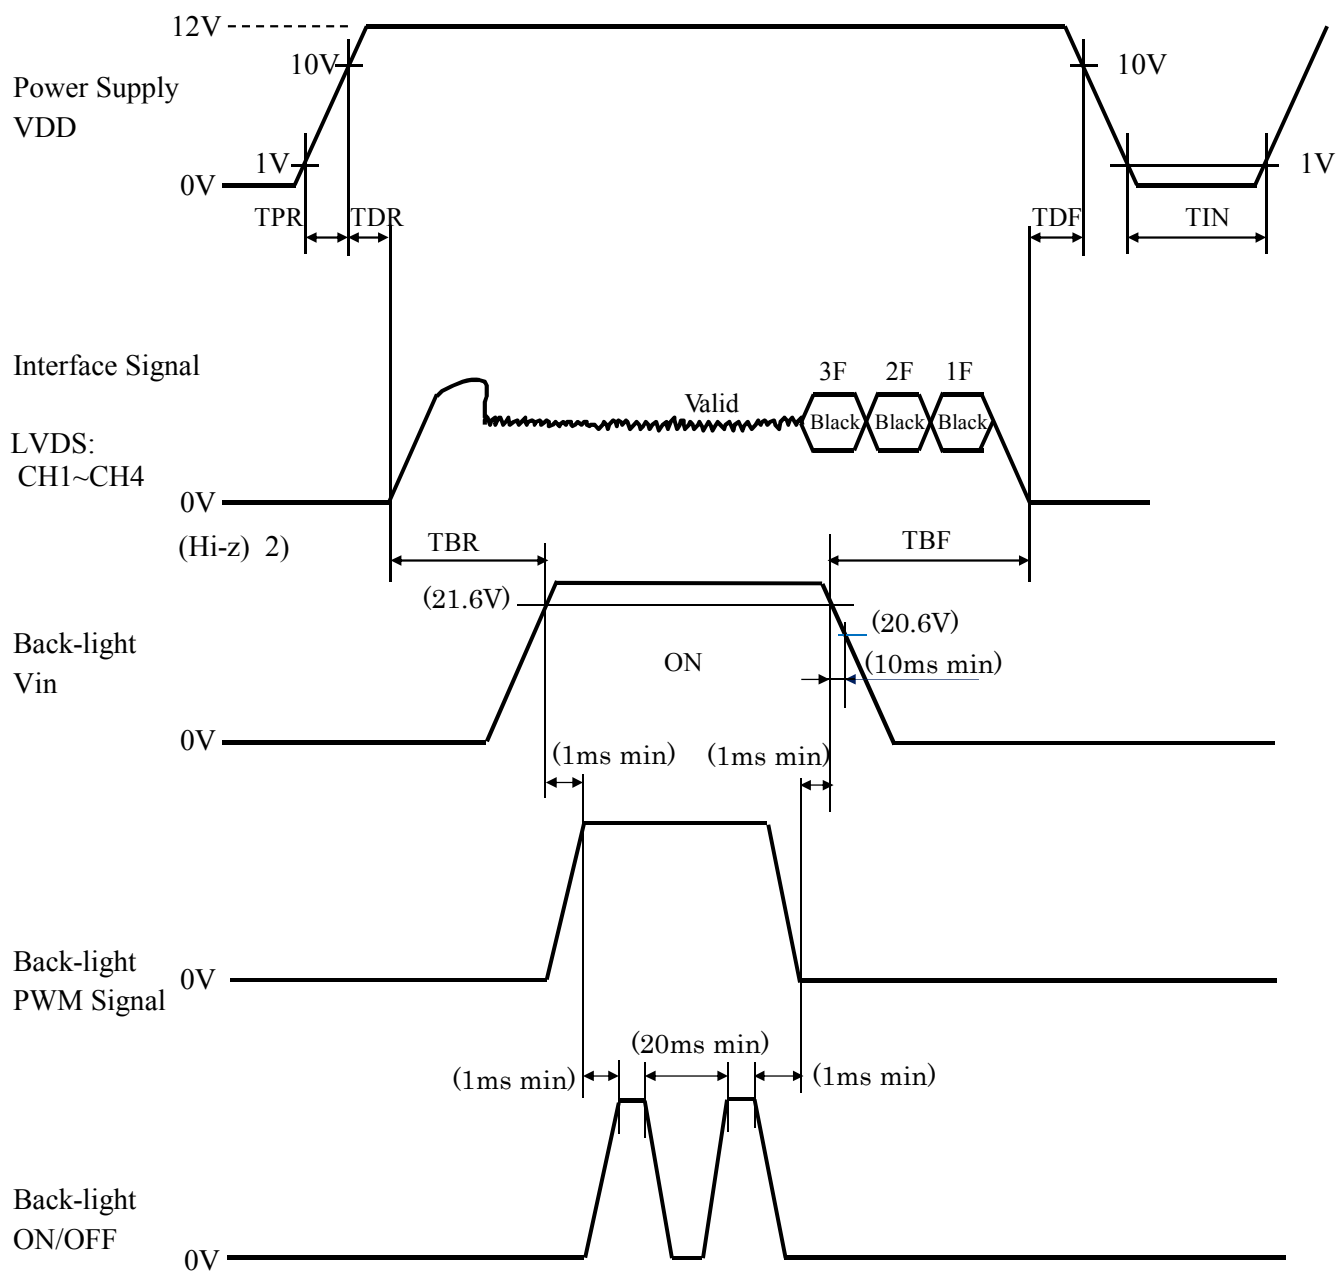 12V
10V
10V
Power Supply
VDD
1V
1V
0V
TPR
TDR
TDF
TIN
Interface Signal
3F
2F
1F
Valid
Black
Black
Black
LVDS:
CH1~CH4
0V
(Hi-z) 2)
TBR
TBF
(21.6V)
(20.6V)
Back-light
Vin
ON
(10ms min)
0V
(1ms min)
(1ms min)
Back-light
PWM Signal
0V
(20ms min)
(1ms min)
(1ms min)
Back-light
ON/OFF
0V